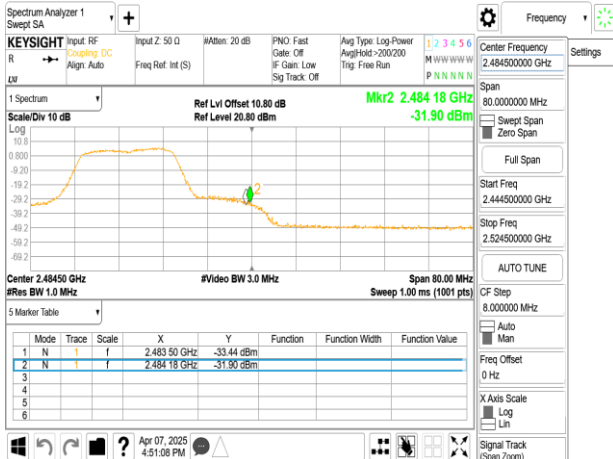 Spectrum Analyzer 1
Swept SA
Frequency
KEYSIGHT
R
Input: RF
Coupling: DC
Align: Auto
Input Z: 50 Ω
Freq Ref: Int (S)
#Atten: 20 dB
PNO: Fast
Gate: Off
IF Gain: Low
Sig Track: Off
Avg Type: Log-Power
Avg|Hold:>200/200
Trig: Free Run
1 2 3 4 5 6
M W W W W W
P N N N N N
1 Spectrum
Scale/Div 10 dB
Ref Lvl Offset 10.80 dB
Ref Level 20.80 dBm
Mkr2 2.484 18 GHz
-31.90 dBm
Log
10.8
0.800
-9.20
-19.2
-29.2
-39.2
-49.2
-59.2
-69.2
2
Center 2.48450 GHz
#Res BW 1.0 MHz
#Video BW 3.0 MHz
Span 80.00 MHz
Sweep 1.00 ms (1001 pts)
5 Marker Table
Mode Trace Scale X Y Function Function Width Function Value
1 N 1 f 2.483 50 GHz -33.44 dBm
2 N 1 f 2.484 18 GHz -31.90 dBm
3
4
5
6
Apr 07, 2025
4:51:08 PM
Center Frequency
2.484500000 GHz
Settings
Span
80.0000000 MHz
Swept Span
Zero Span
Full Span
Start Freq
2.444500000 GHz
Stop Freq
2.524500000 GHz
AUTO TUNE
CF Step
8.000000 MHz
Auto
Man
Freq Offset
0 Hz
X Axis Scale
Log
Lin
Signal Track
(Span Zoom)